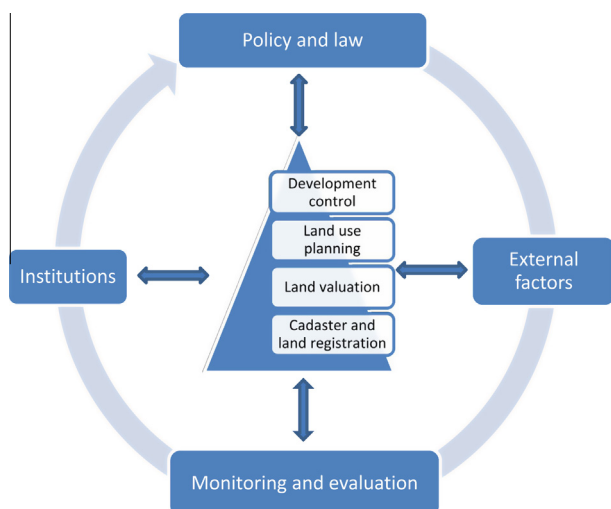 Policy and law
Development
control
Land use
planning
Institutions
External
factors
Land valuation
Cadaster and
land registration
Monitoring and evaluation